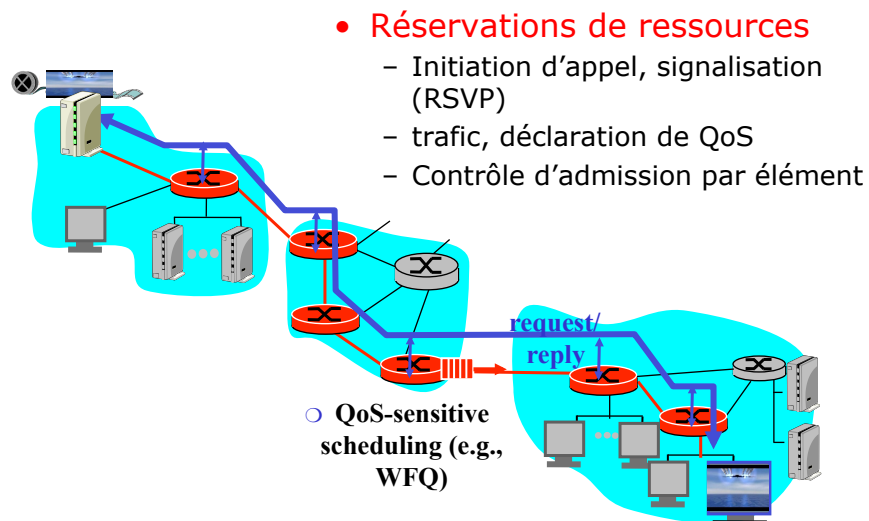 • Réservations de ressources
– Initiation d’appel, signalisation
(RSVP)
– trafic, déclaration de QoS
– Contrôle d’admission par élément
request/
reply
❍ QoS-sensitive
scheduling (e.g.,
WFQ)